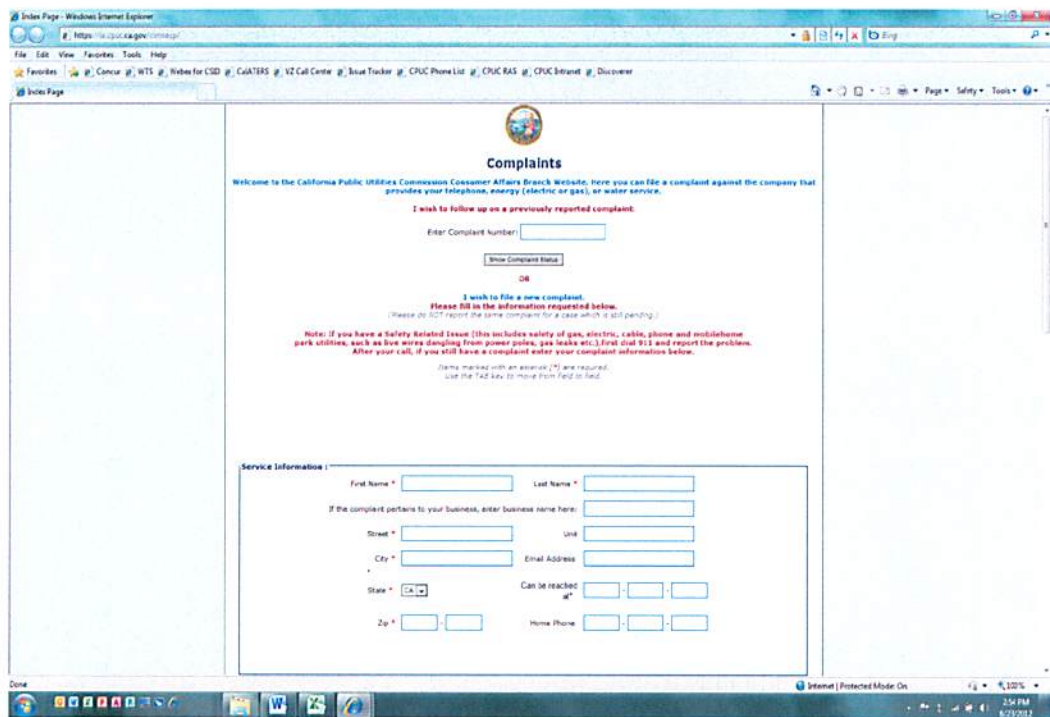 Index Page - Windows Internet Explorer
Bing
File Edit View Favorites Tools Help
Favorites Concur WTS Webex for CSID CalATERS VZ Call Center Issue Tracker CPUC Phone List CPUC RAS CPUC Intranet Discoverer
Index Page
Page Safety Tools
Complaints
Welcome to the California Public Utilities Commission Consumer Affairs Branch Website. Here you can file a complaint against the company that
provides your telephone, energy (electric or gas), or water service.
I wish to follow up on a previously reported complaint:
Enter Complaint Number:
Show Complaint Status
OR
I wish to file a new complaint.
Please fill in the information requested below.
(Please do NOT report the same complaint for a case which is still pending.)
Note: if you have a Safety Related Issue (this includes safety of gas, electric, cable, phone and mobilehome
park utilities, such as live wires dangling from power poles, gas leaks etc.),first dial 911 and report the problem.
After your call, if you still have a complaint enter your complaint information below.
Items marked with an asterisk (*) are required.
Use the TAB key to move from field to field.
Service Information :
First Name * Last Name *
If the complaint pertains to your business, enter business name here:
Street * Unit
City * Email Address
State * CA Can be reached
at*
Zip * - Home Phone - -
Done Internet | Protected Mode: On 100%
2:54 PM
6/23/2012